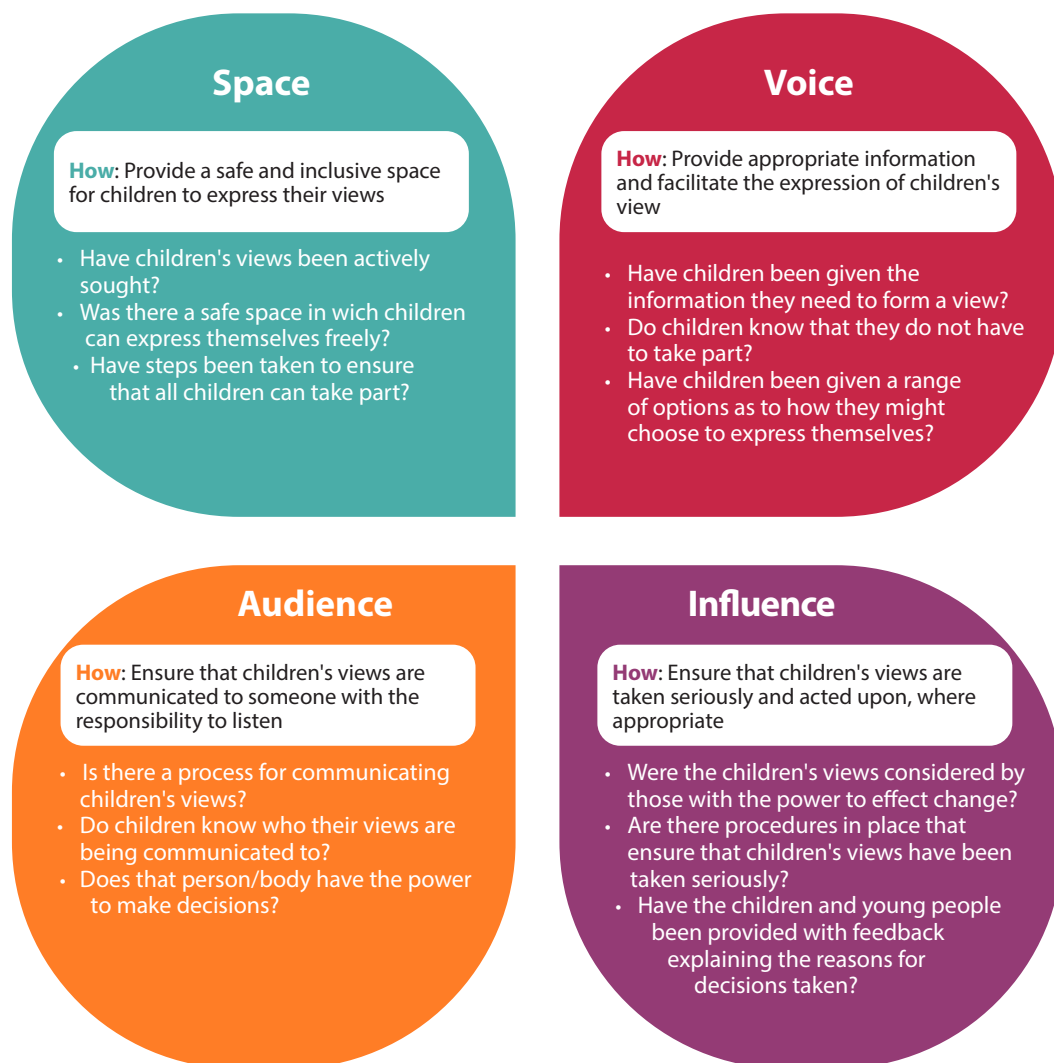 Space
How: Provide a safe and inclusive space
for children to express their views
• Have children's views been actively
sought?
• Was there a safe space in wich children
can express themselves freely?
• Have steps been taken to ensure
that all children can take part?
Voice
How: Provide appropriate information
and facilitate the expression of children's
view
• Have children been given the
information they need to form a view?
• Do children know that they do not have
to take part?
• Have children been given a range
of options as to how they might
choose to express themselves?
Audience
How: Ensure that children's views are
communicated to someone with the
responsibility to listen
• Is there a process for communicating
children's views?
• Do children know who their views are
being communicated to?
• Does that person/body have the power
to make decisions?
Influence
How: Ensure that children's views are
taken seriously and acted upon, where
appropriate
• Were the children's views considered by
those with the power to effect change?
• Are there procedures in place that
ensure that children's views have been
taken seriously?
• Have the children and young people
been provided with feedback
explaining the reasons for
decisions taken?